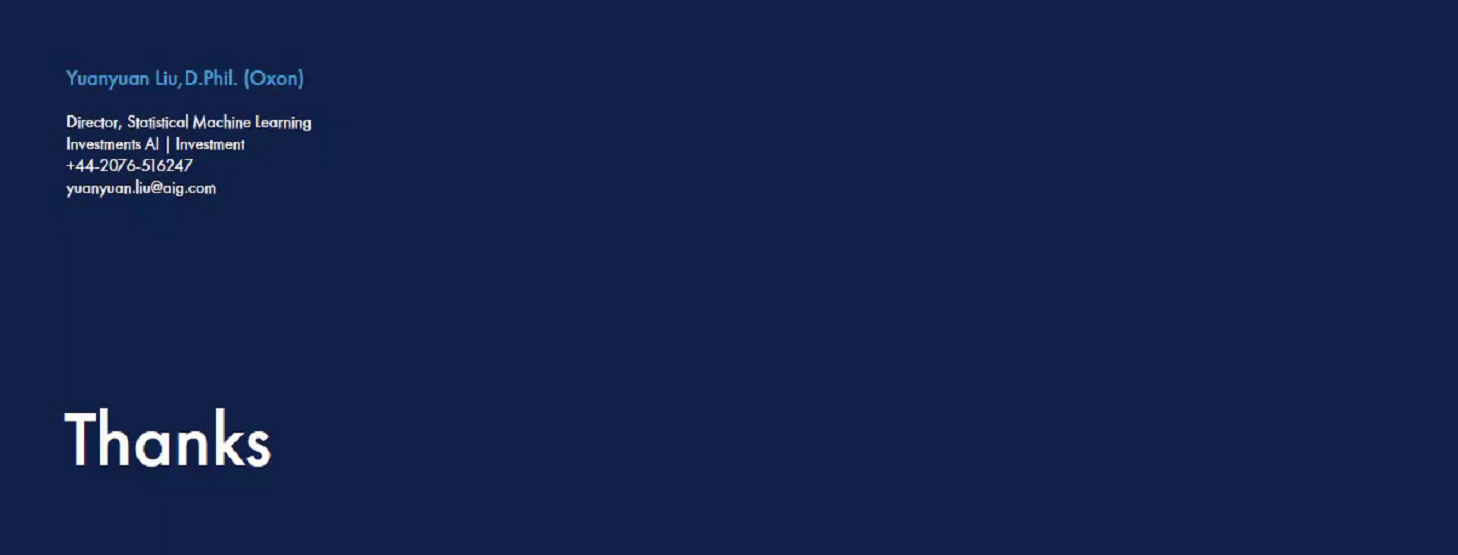 Yuanyuan Liu,D.Phil. (Oxon)
Director, Statistical Machine Learning
Investments AI | Investment
+44-2076-516247
yuanyuan.liu@aig.com
Thanks